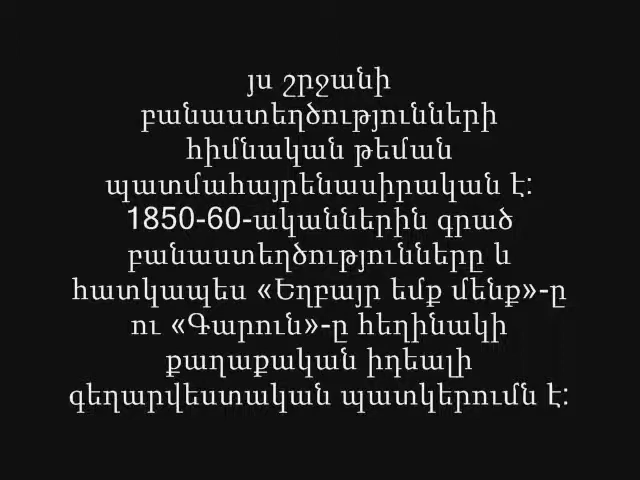 յս շրջանի
բանաստեղծությունների
հիմնական թեման
պատմահայրենասիրական է:
1850-60-ականներին գրած
բանաստեղծությունները և
հատկապես «Եղբայր եմք մենք»-ը
ու «Գարուն»-ը հեղինակի
քաղաքական իդեալի
գեղարվեստական պատկերումն է: